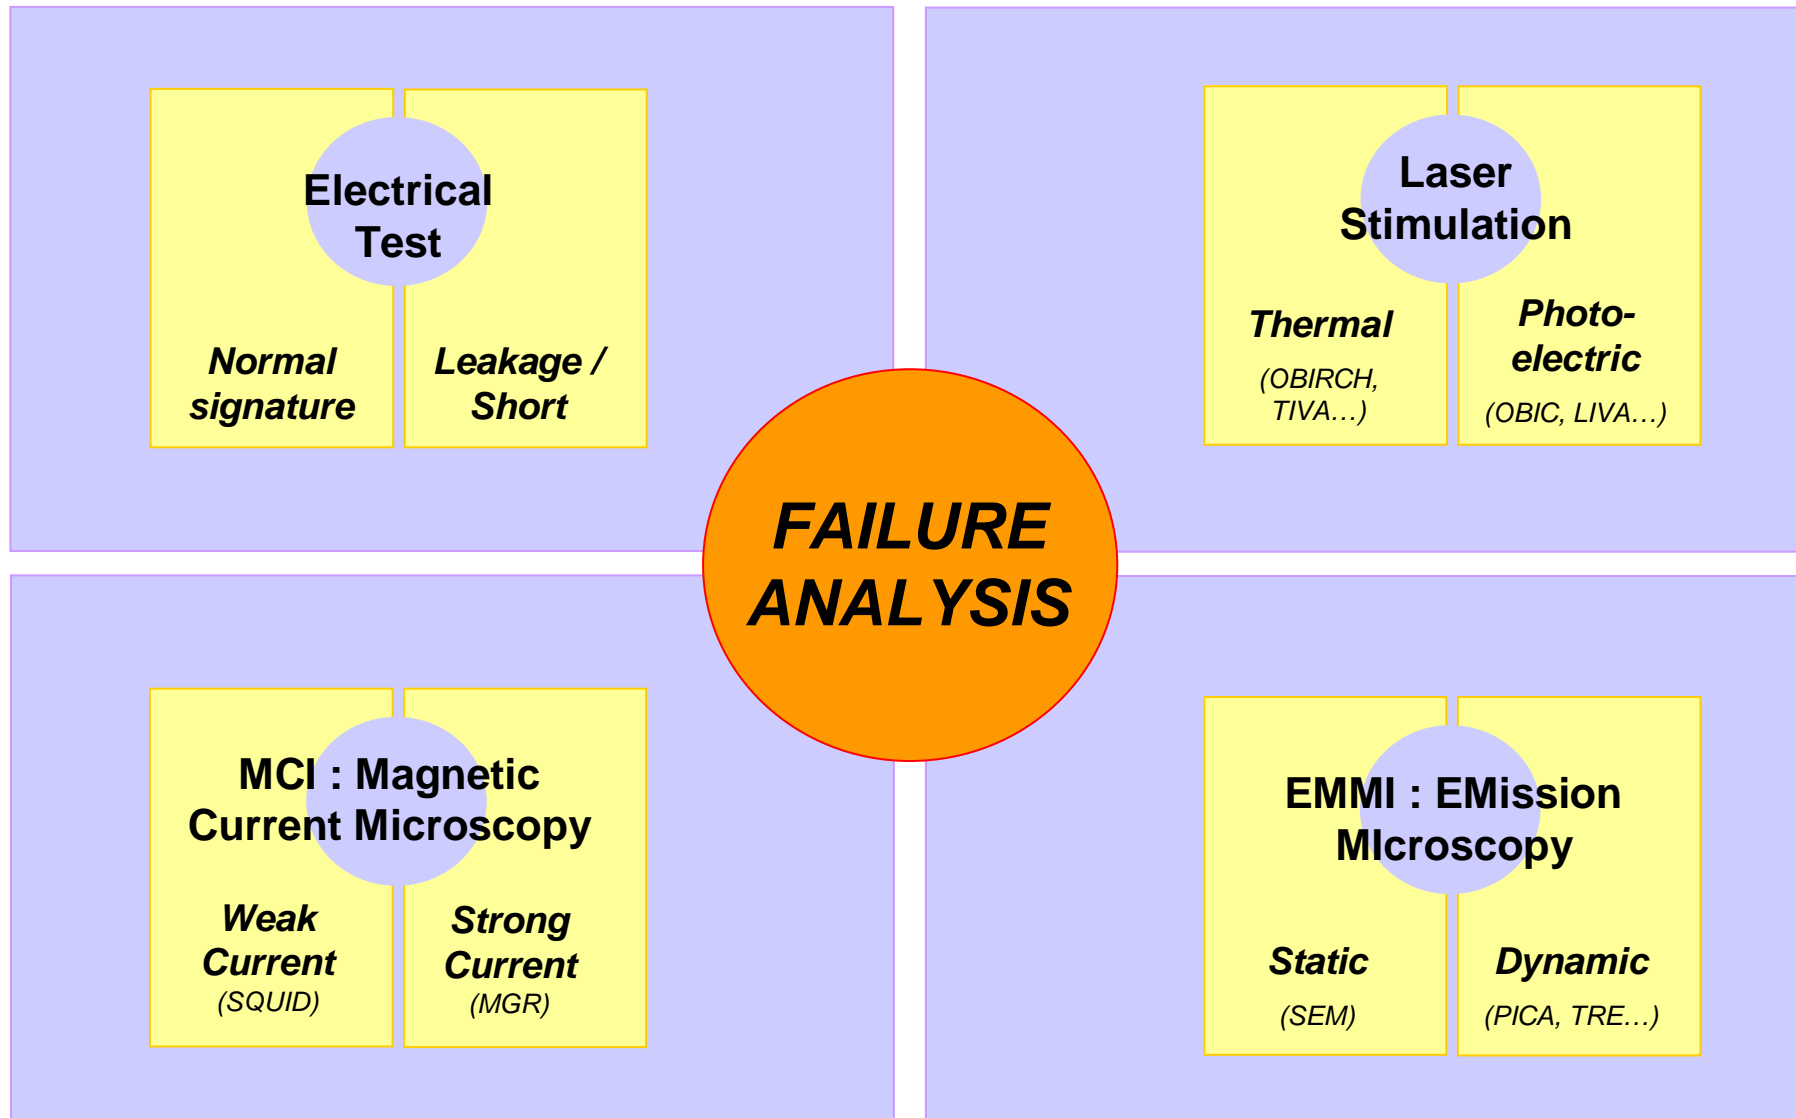 Electrical
Test
Normal
signature
Leakage /
Short
Laser
Stimulation
Thermal
(OBIRCH,
TIVA…)
Photo-
electric
(OBIC, LIVA…)
FAILURE
ANALYSIS
MCI : Magnetic
Current Microscopy
Weak
Current
(SQUID)
Strong
Current
(MGR)
EMMI : EMission
MIcroscopy
Static
(SEM)
Dynamic
(PICA, TRE…)